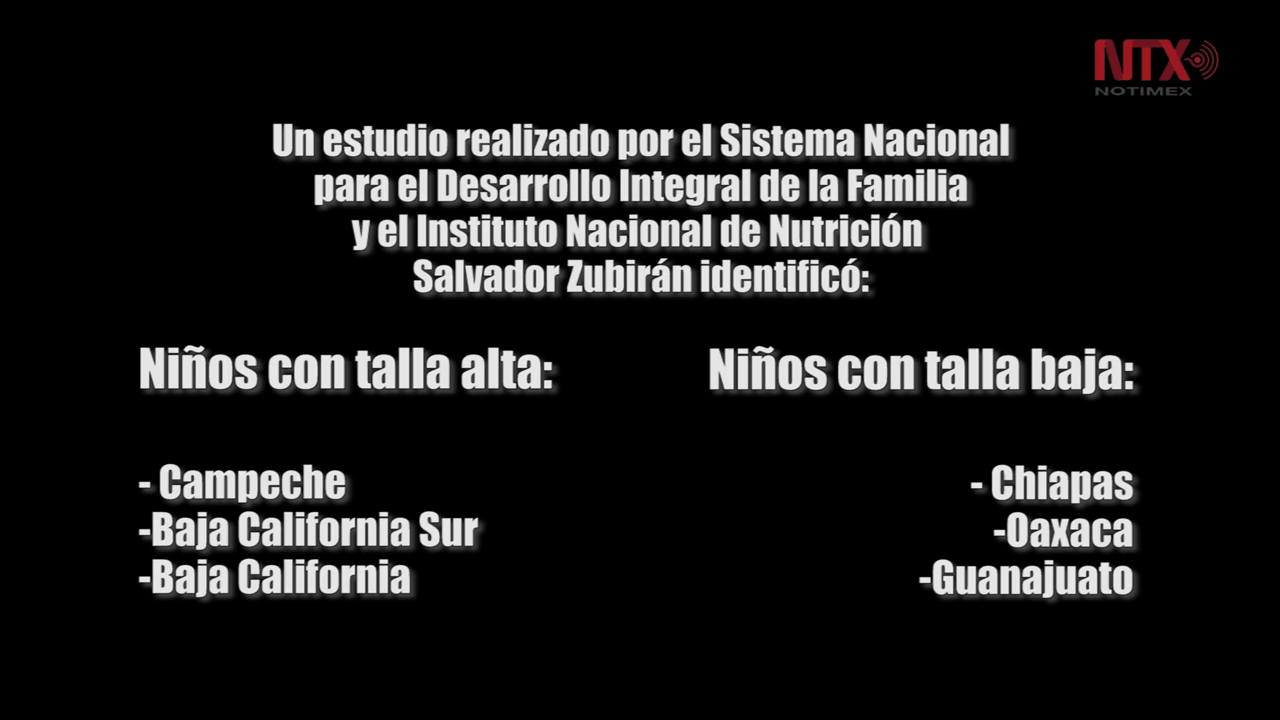 NTX
NOTIMEX
Un estudio realizado por el Sistema Nacional
para el Desarrollo Integral de la Familia
y el Instituto Nacional de Nutrición
Salvador Zubirán identificó:
Niños con talla alta:
- Campeche
-Baja California Sur
-Baja California
Niños con talla baja:
- Chiapas
-Oaxaca
-Guanajuato